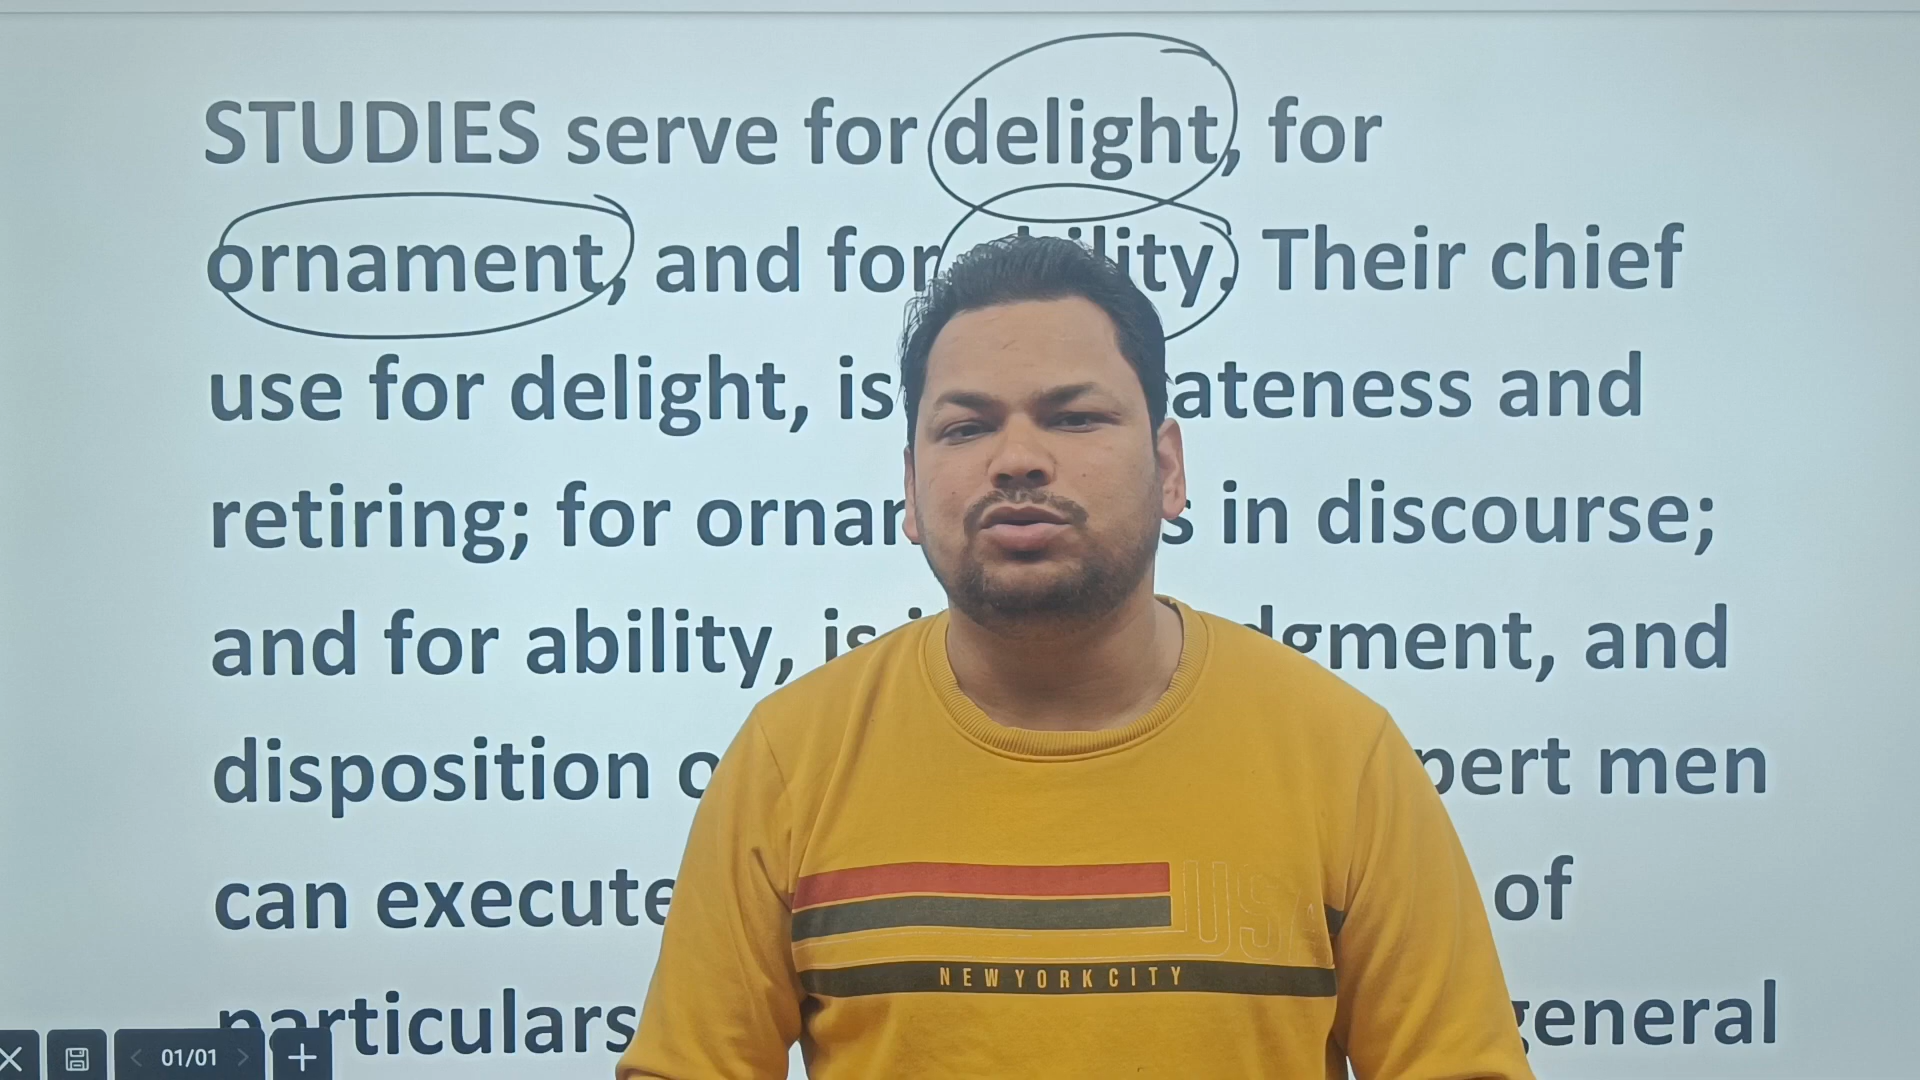 STUDIES serve for delight, for
ornament, and for ability. Their chief
use for delight, is ateness and
retiring; for ornam s in discourse;
and for ability, is dgment, and
disposition pert men
can execute of
particulars general
USA
NEW YORK CITY
01/01